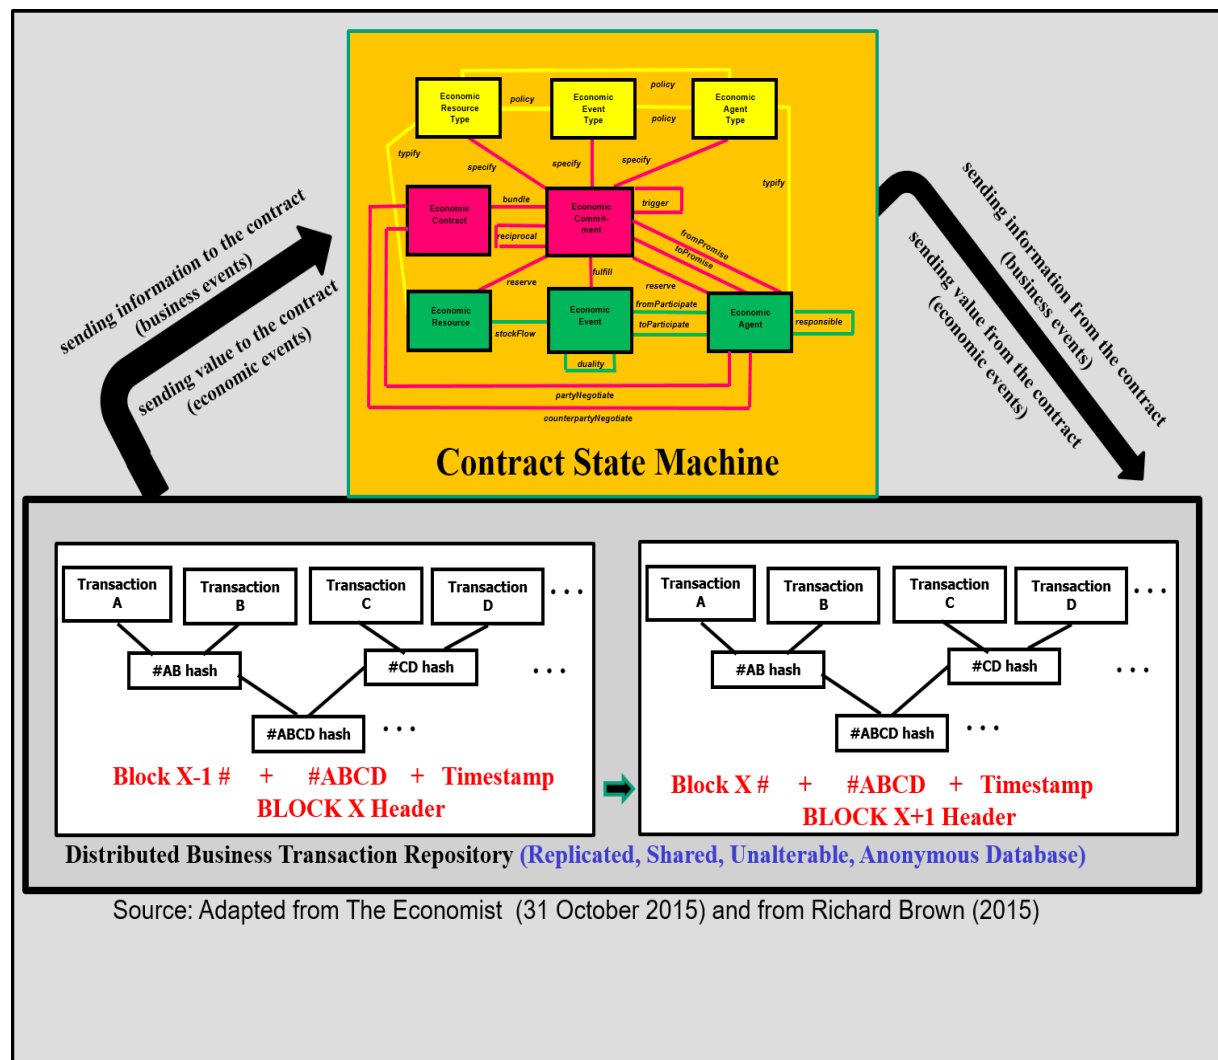 policy
Economic
Resource
Type
policy
Economic
Event
Type
policy
Economic
Agent
Type
typify
specify
specify
specify
typify
Economic
Contract
bundle
reciprocal
Economic
Commit-
ment
trigger
fromPromise
toPromise
reserve
fulfill
reserve
Economic
Resource
stockFlow
Economic
Event
fromParticipate
toParticipate
Economic
Agent
responsible
duality
partyNegotiate
counterpartyNegotiate
Contract State Machine
sending information to the contract
(business events)
sending value to the contract
(economic events)
sending information from the contract
(business events)
sending value from the contract
(economic events)
Transaction
A
Transaction
B
Transaction
C
Transaction
D
. . .
#AB hash
#CD hash
. . .
#ABCD hash
. . .
Block X-1 # + #ABCD + Timestamp
BLOCK X Header
Transaction
A
Transaction
B
Transaction
C
Transaction
D
. . .
#AB hash
#CD hash
. . .
#ABCD hash
. . .
Block X # + #ABCD + Timestamp
BLOCK X+1 Header
Distributed Business Transaction Repository (Replicated, Shared, Unalterable, Anonymous Database)
Source: Adapted from The Economist (31 October 2015) and from Richard Brown (2015)